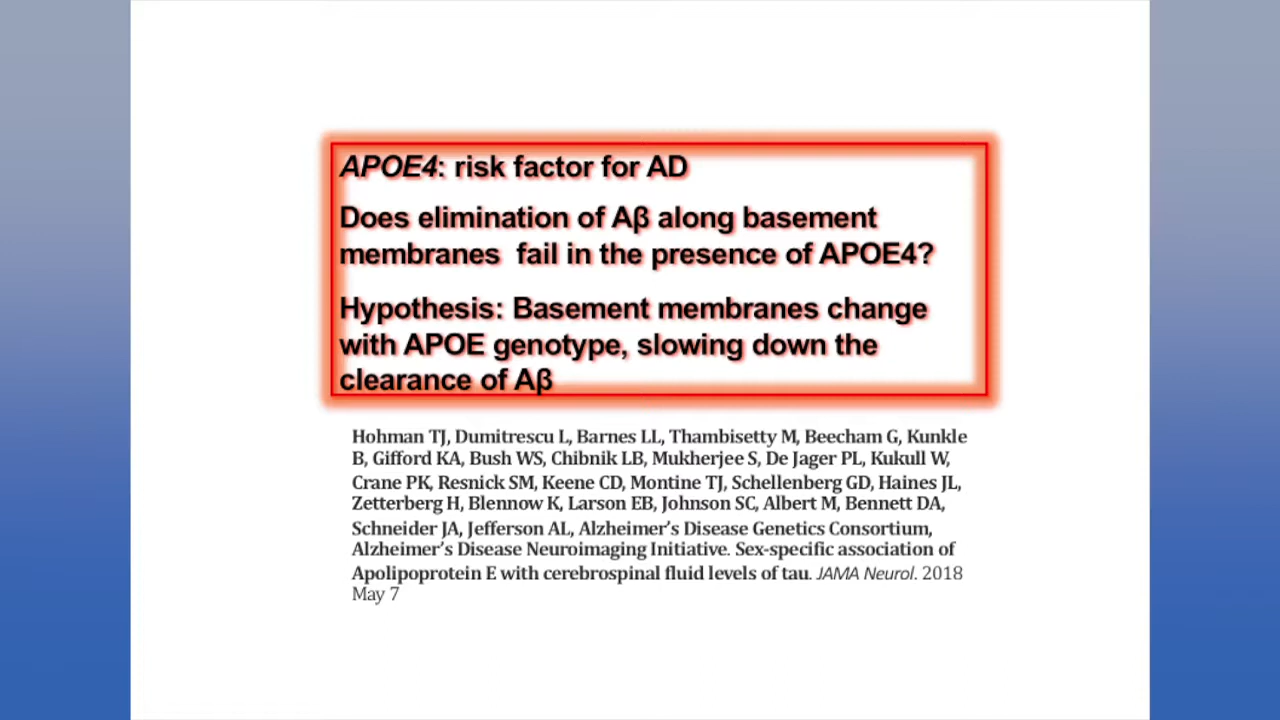 APOE4: risk factor for AD
Does elimination of Aβ along basement
membranes  fail in the presence of APOE4?
Hypothesis: Basement membranes change
with APOE genotype, slowing down the
clearance of Aβ
Hohman TJ, Dumitrescu L, Barnes LL, Thambisetty M, Beecham G, Kunkle
B, Gifford KA, Bush WS, Chibnik LB, Mukherjee S, De Jager PL, Kukull W,
Crane PK, Resnick SM, Keene CD, Montine TJ, Schellenberg GD, Haines JL,
Zetterberg H, Blennow K, Larson EB, Johnson SC, Albert M, Bennett DA,
Schneider JA, Jefferson AL, Alzheimer’s Disease Genetics Consortium,
Alzheimer’s Disease Neuroimaging Initiative. Sex-specific association of
Apolipoprotein E with cerebrospinal fluid levels of tau. JAMA Neurol. 2018
May 7